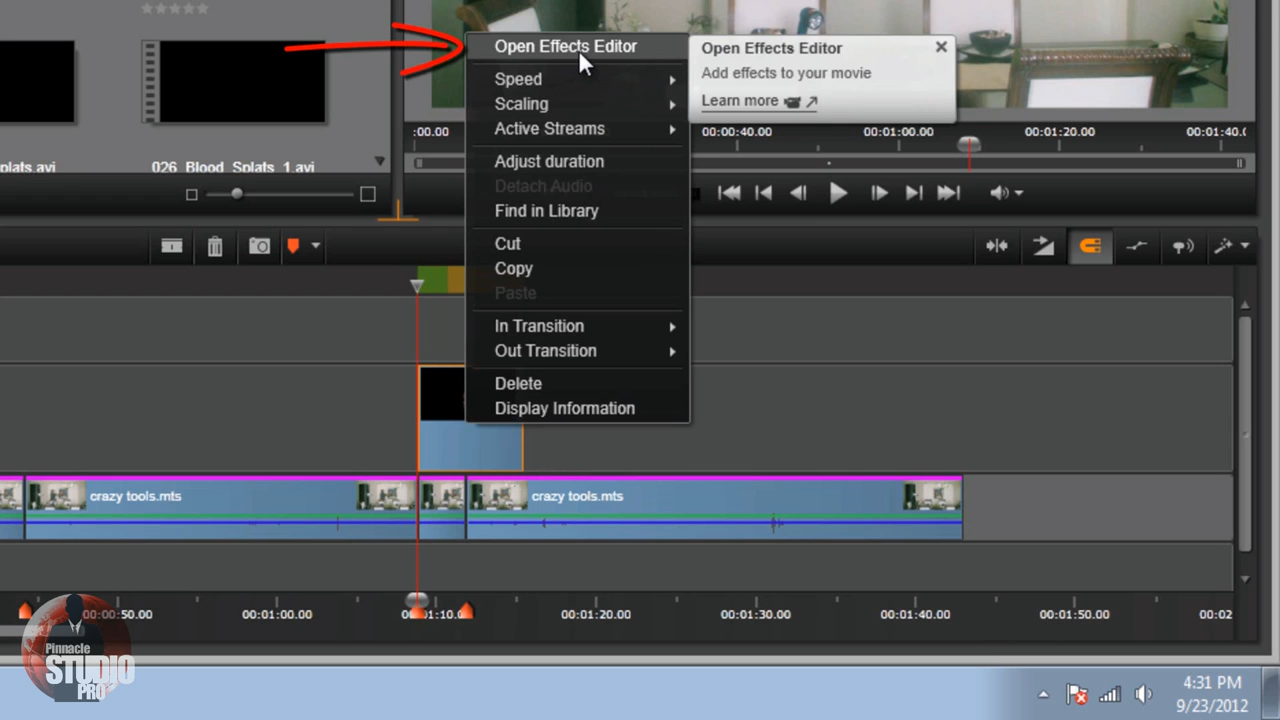 Open Effects Editor
Speed
Scaling
Active Streams
Adjust duration
Detach Audio
Find in Library
Cut
Copy
Paste
In Transition
Out Transition
Delete
Display Information
Open Effects Editor
Add effects to your movie
Learn more
plats.avi
026_Blood_Splats_1.avi
:00.00
00:00:40.00
00:01:00.00
00:01:20.00
00:01:40.0
crazy tools.mts
crazy tools.mts
00:00:50.00
00:01:00.00
00:01:10.00
00:01:20.00
00:01:30.00
00:01:40.00
00:01:50.00
00:02
Pinnacle
STUDIO
PRO
4:31 PM
9/23/2012